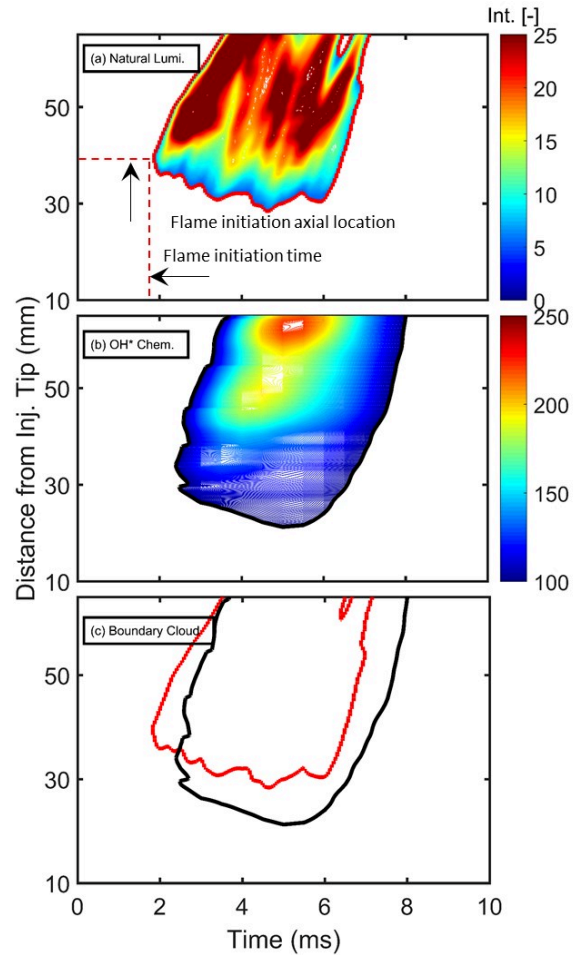 Int. [-]
(a) Natural Lumi.
25
20
15
10
5
0
50
30
10
Flame initiation axial location
Flame initiation time
(b) OH* Chem.
250
200
150
100
50
30
10
Distance from Inj. Tip (mm)
(c) Boundary Cloud
50
30
10
0 2 4 6 8 10
Time (ms)